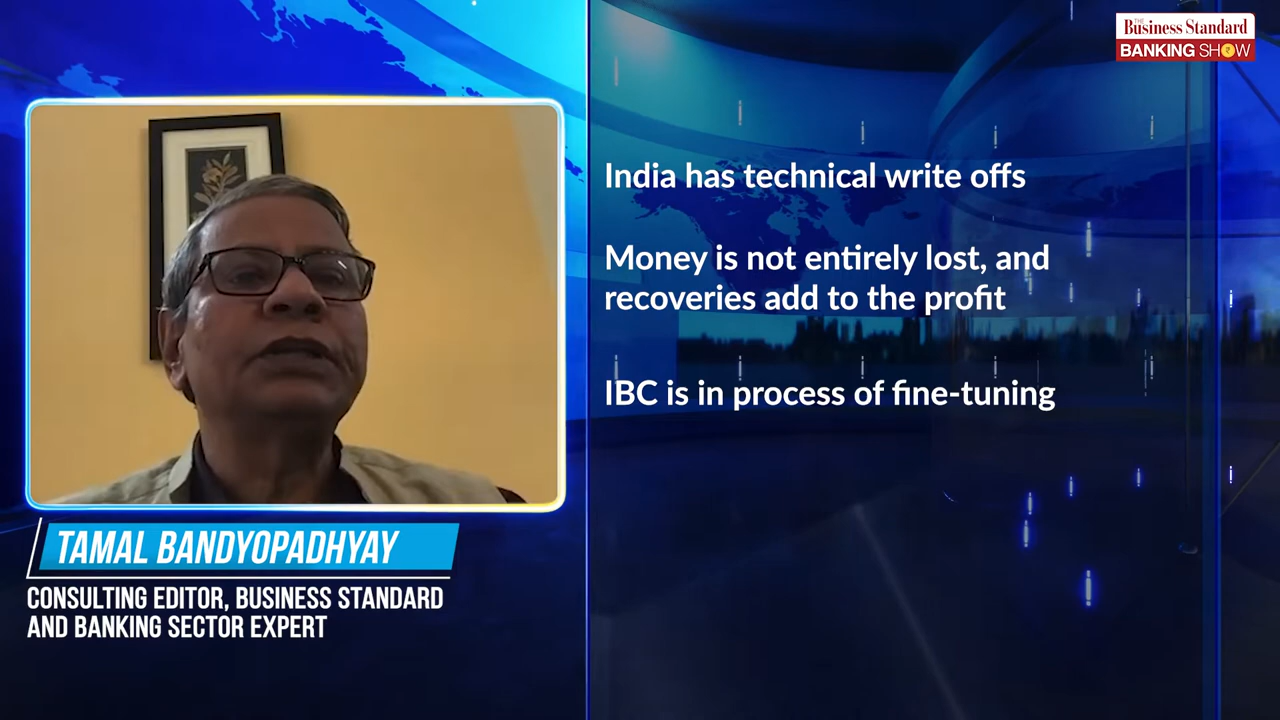 THE
Business Standard
BANKING SHOW
India has technical write offs
Money is not entirely lost, and
recoveries add to the profit
IBC is in process of fine-tuning
TAMAL BANDYOPADHYAY
CONSULTING EDITOR, BUSINESS STANDARD
AND BANKING SECTOR EXPERT